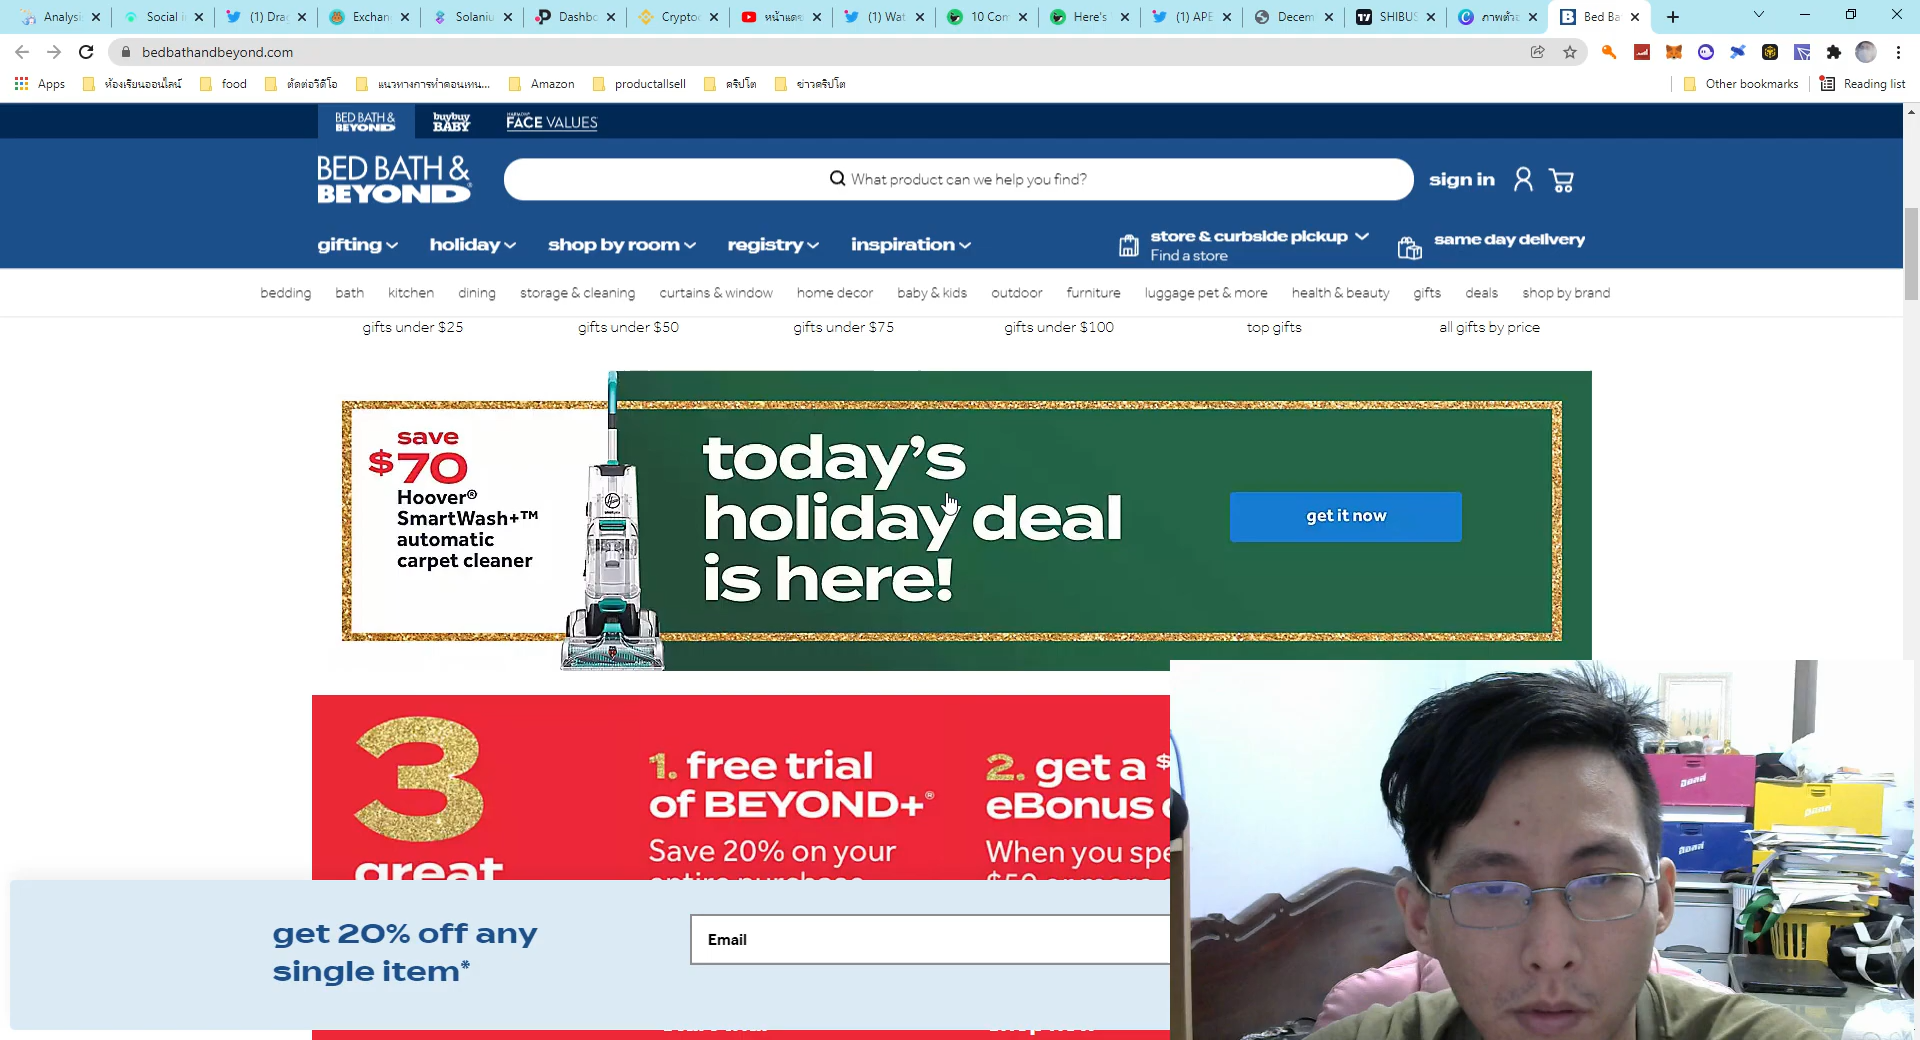 Analysi
Social i
(1) Dra
Exchan
Solaniu
Dashbo
Crypto
หน้าแดช
(1) Wat
10 Con
Here's
(1) APE
Decem
SHIBUS
ภาพตัวอ
Bed Ba
bedbathandbeyond.com
Apps
ห้องเรียนออนไลน์
food
ตัดต่อวิดีโอ
แนวทางการทำคอนเทน...
Amazon
productallsell
คริปโต
ข่าวคริปโต
Other bookmarks
Reading list
BED BATH & BEYOND
buybuy BABY
FACE VALUES
BED BATH &
BEYOND
What product can we help you find?
sign in
gifting
holiday
shop by room
registry
inspiration
store & curbside pickup
Find a store
same day delivery
bedding bath kitchen dining storage & cleaning curtains & window home decor baby & kids outdoor furniture luggage pet & more health & beauty gifts deals shop by brand
gifts under $25
gifts under $50
gifts under $75
gifts under $100
top gifts
all gifts by price
save
$70
Hoover®
SmartWash+™
automatic
carpet cleaner
today's
holiday deal
is here!
get it now
3
great
1. free trial
of BEYOND+®
Save 20% on your
entire purchase
2. get a $
eBonus
When you spe
get 20% off any
single item*
Email